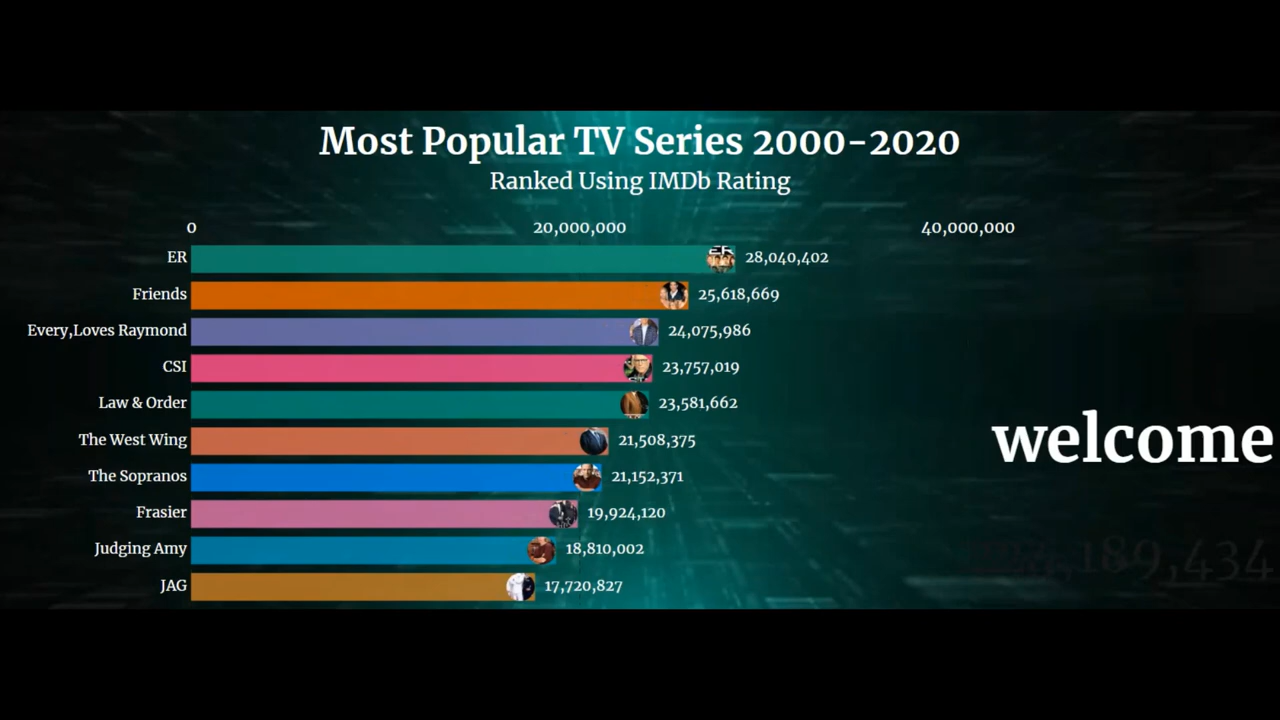 Most Popular TV Series 2000-2020
Ranked Using IMDb Rating
0 20,000,000 40,000,000
ER 28,040,402
Friends 25,618,669
Every,Loves Raymond 24,075,986
CSI 23,757,019
Law & Order 23,581,662
The West Wing 21,508,375
The Sopranos 21,152,371
Frasier 19,924,120
Judging Amy 18,810,002
JAG 17,720,827
welcome